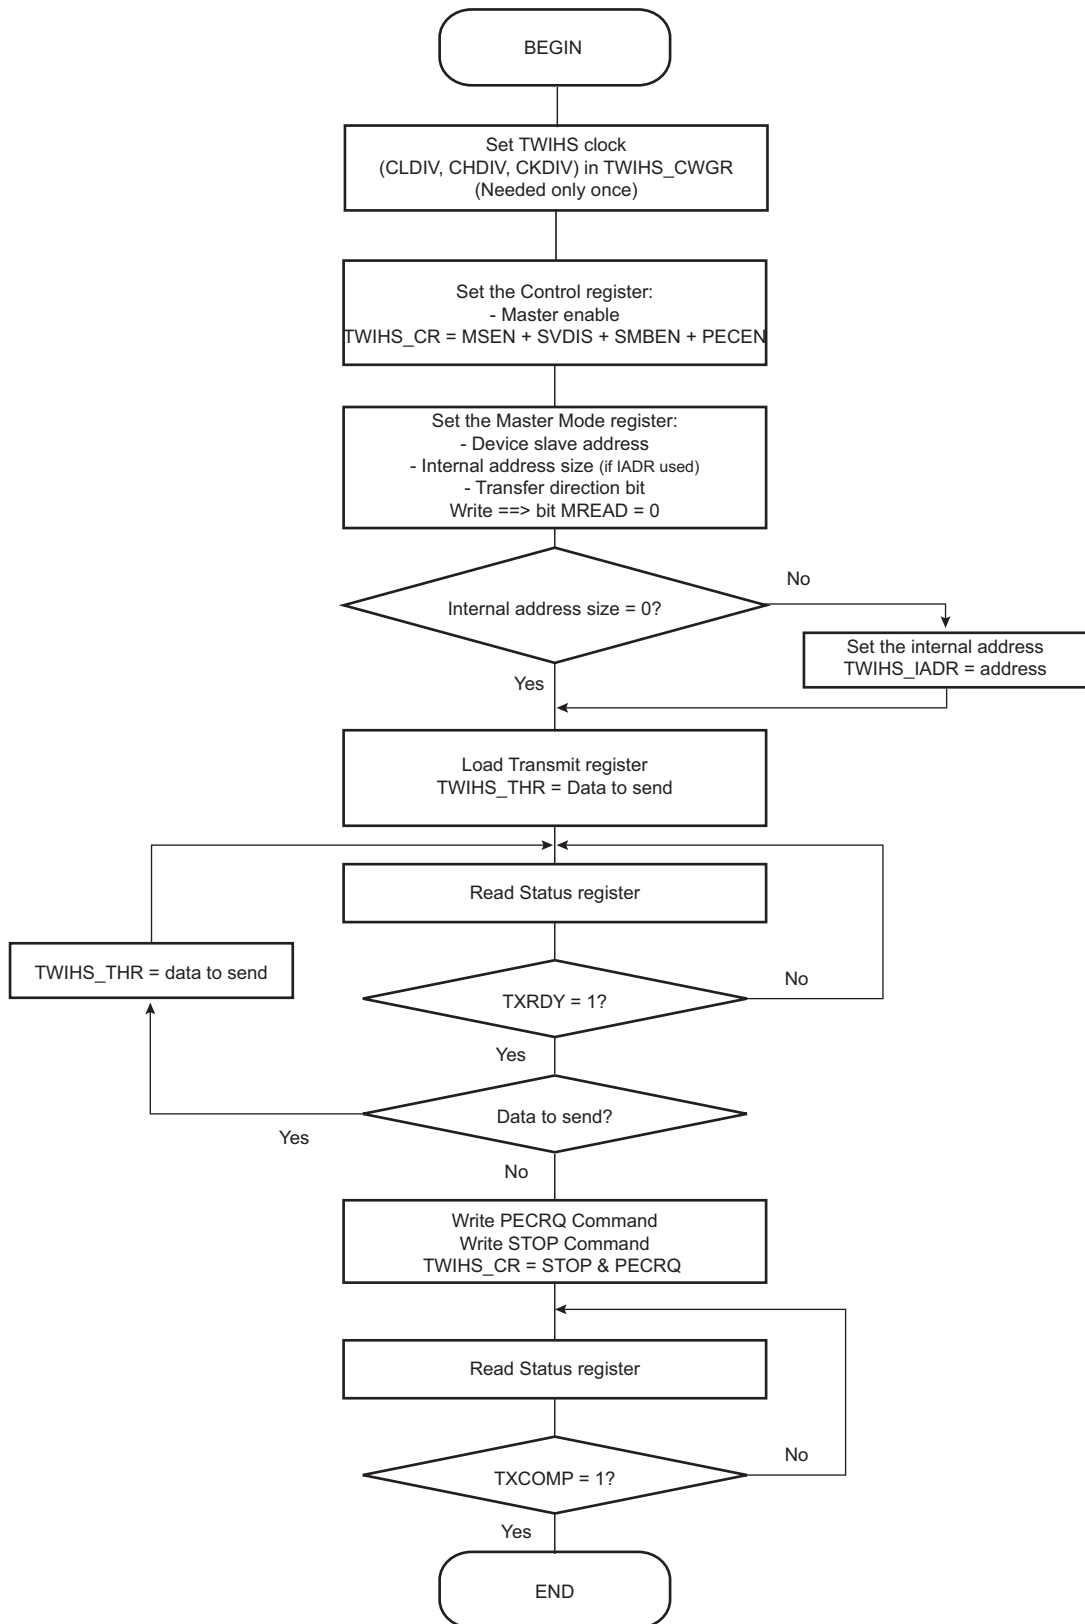 BEGIN
Set TWIHS clock
(CLDIV, CHDIV, CKDIV) in TWIHS_CWGR
(Needed only once)
Set the Control register:
- Master enable
TWIHS_CR = MSEN + SVDIS + SMBEN + PECEN
Set the Master Mode register:
- Device slave address
- Internal address size (if IADR used)
- Transfer direction bit
Write ==> bit MREAD = 0
No
Internal address size = 0?
Set the internal address
TWIHS_IADR = address
Yes
Load Transmit register
TWIHS_THR = Data to send
Read Status register
TWIHS_THR = data to send
No
TXRDY = 1?
Yes
Data to send?
Yes
No
Write PECRQ Command
Write STOP Command
TWIHS_CR = STOP & PECRQ
Read Status register
No
TXCOMP = 1?
Yes
END